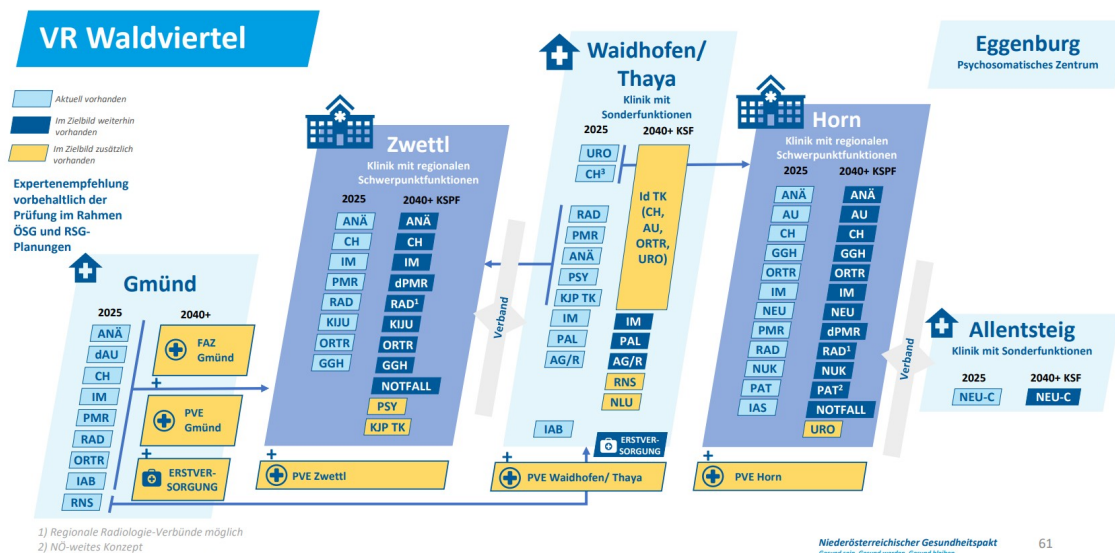 VR Waldviertel
Aktuell vorhanden
Im Zielbild weiterhin
vorhanden
Im Zielbild zusätzlich
vorhanden
Expertenempfehlung
vorbehaltlich der
Prüfung im Rahmen
ÖSG und RSG-
Planungen
Gmünd
2025
2040+
ANÄ
dAU
CH
IM
PMR
RAD
ORTR
IAB
RNS
FAZ
Gmünd
+
PVE
Gmünd
+
ERSTVER-
SORGUNG
Zwettl
Klinik mit regionalen
Schwerpunktfunktionen
2025
2040+ KSPF
ANÄ
CH
IM
PMR
RAD
KIJU
ORTR
GGH
ANÄ
CH
IM
dPMR
RAD¹
KIJU
ORTR
GGH
NOTFALL
PSY
KJP TK
+
PVE Zwettl
Verband
Waidhofen/
Thaya
Klinik mit
Sonderfunktionen
2025
2040+ KSF
URO
CH³
RAD
PMR
ANÄ
PSY
KJP TK
IM
PAL
AG/R
IAB
Id TK
(CH,
AU,
ORTR,
URO)
IM
PAL
AG/R
RNS
NLU
ERSTVER-
SORGUNG
+
PVE Waidhofen/ Thaya
Horn
Klinik mit regionalen
Schwerpunktfunktionen
2025
2040+ KSPF
ANÄ
AU
CH
GGH
ORTR
IM
NEU
PMR
RAD
NUK
PAT
IAS
ANÄ
AU
CH
GGH
ORTR
IM
NEU
dPMR
RAD¹
NUK
PAT²
NOTFALL
URO
+
PVE Horn
Verband
Eggenburg
Psychosomatisches Zentrum
Allentsteig
Klinik mit Sonderfunktionen
2025
2040+ KSF
NEU-C
NEU-C
1) Regionale Radiologie-Verbünde möglich
2) NÖ-weites Konzept
Niederösterreichischer Gesundheitspakt
Gesund sein. Gesund werden. Gesund bleiben.
61